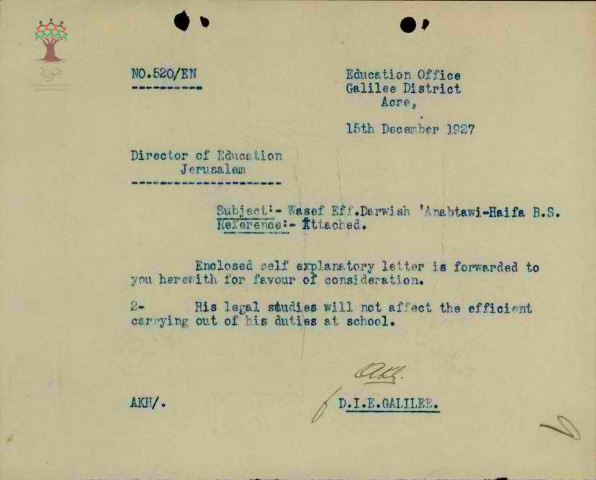 NO.520/EN
Education Office
Galilee District
Acre,
15th December 1927
Director of Education
Jerusalem
Subject:- Wasef Eff.Darwish 'Anabtawi-Haifa B.S.
Reference:- Attached.
Enclosed self explanatory letter is forwarded to
you herewith for favour of consideration.
2- His legal studies will not affect the efficient
carrying out of his duties at school.
AKH/.
D.I.E.GALILEE.